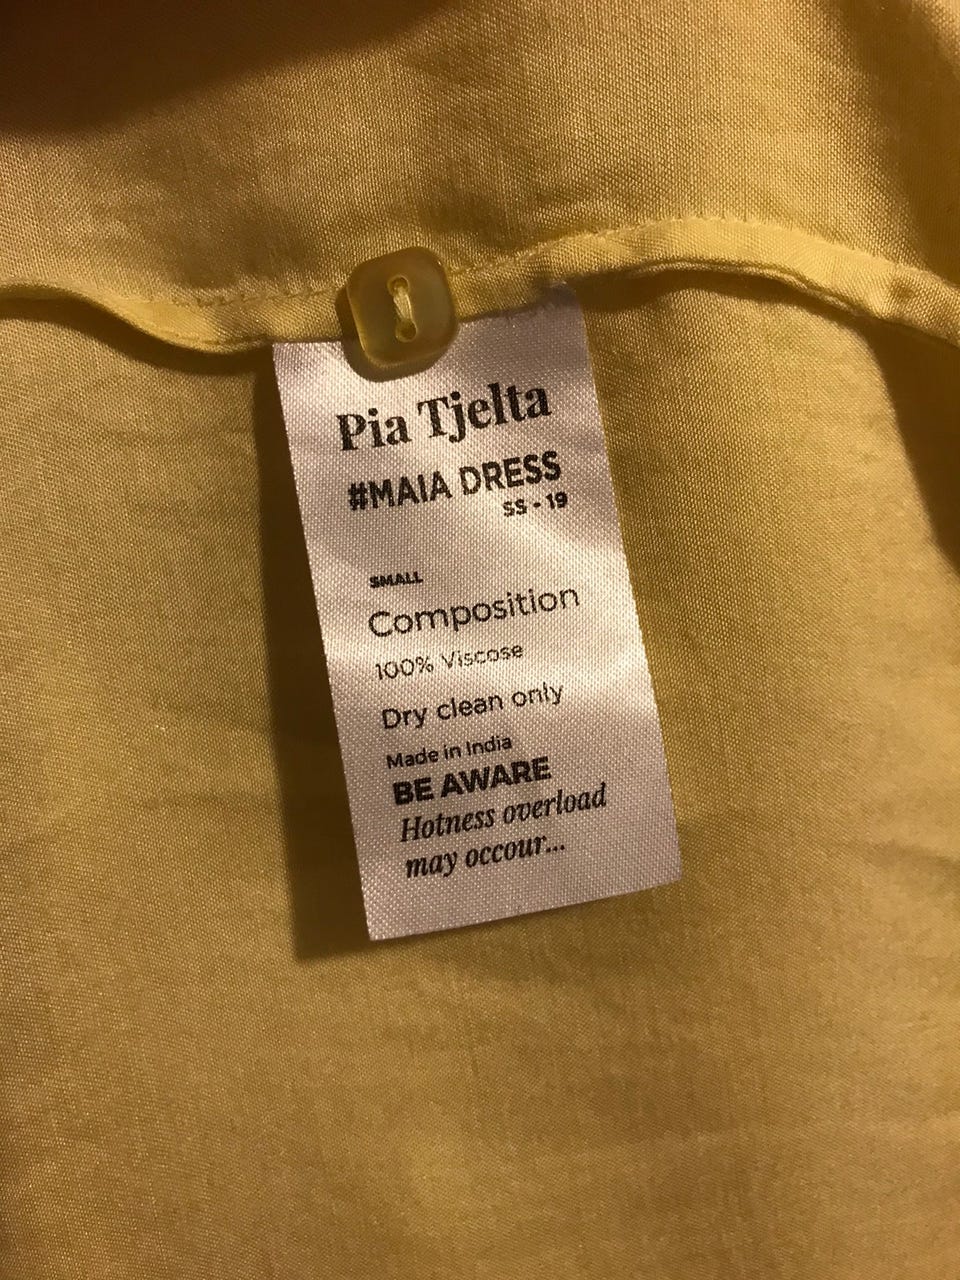 Pia Tjelta
#MAIA DRESS
SS - 19
SMALL
Composition
100% Viscose
Dry clean only
Made in India
BE AWARE
Hotness overload
may occour...